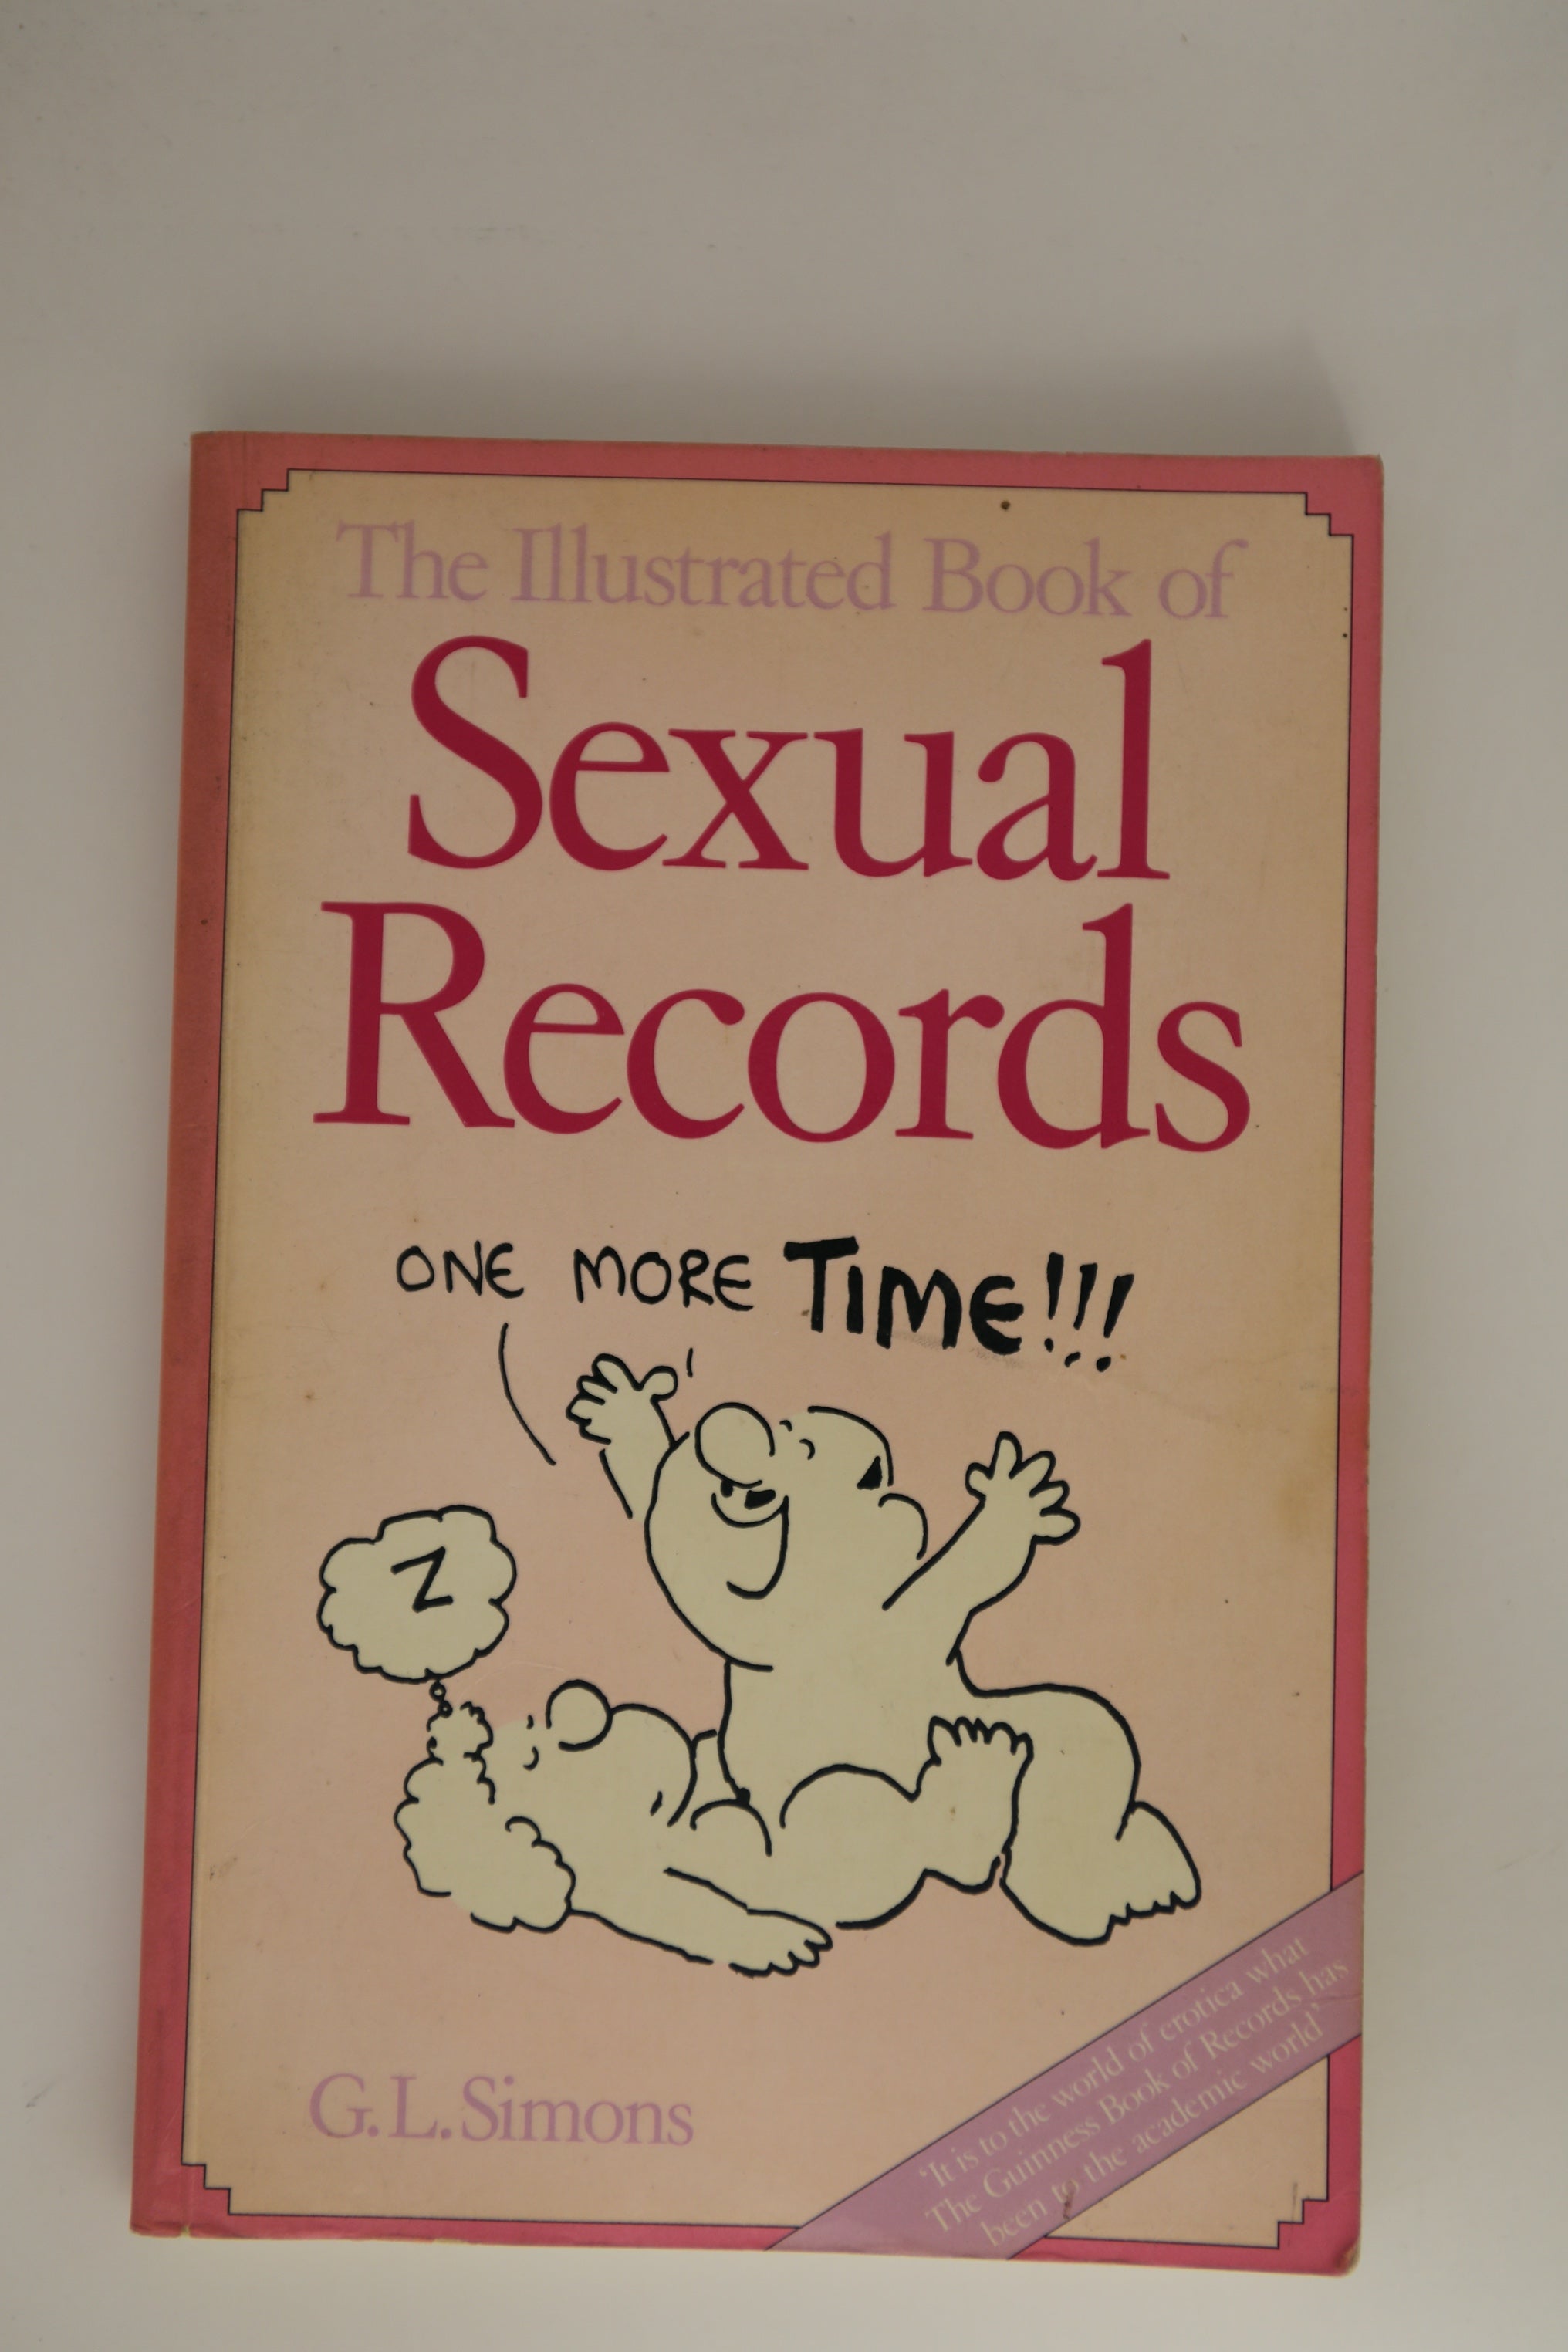 The Illustrated Book of
Sexual
Records
ONE MORE TIME!!!
Z
G.L.Simons
'It is to the world of erotica what
The Guinness Book of Records has
been to the academic world'